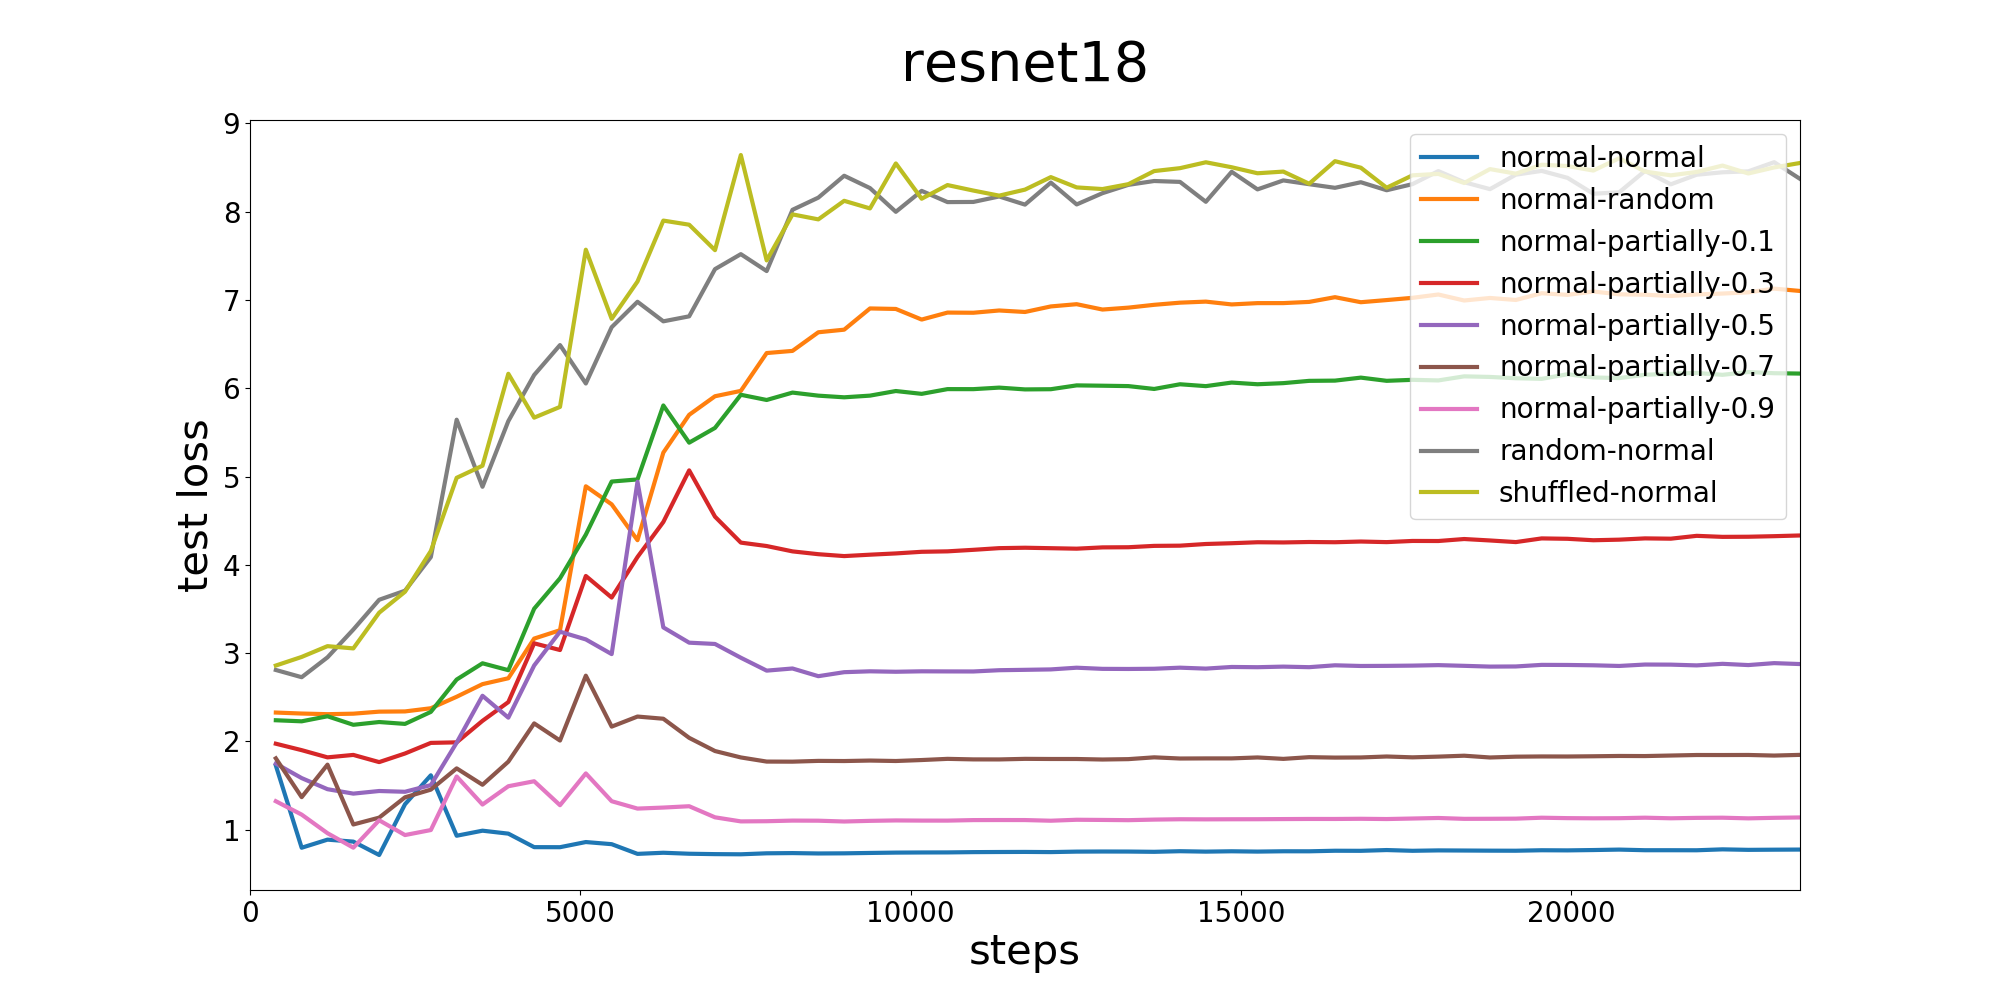 resnet18
9
8
7
6
5
4
3
2
1
test loss
normal-normal
normal-random
normal-partially-0.1
normal-partially-0.3
normal-partially-0.5
normal-partially-0.7
normal-partially-0.9
random-normal
shuffled-normal
0 5000 10000 15000 20000
steps